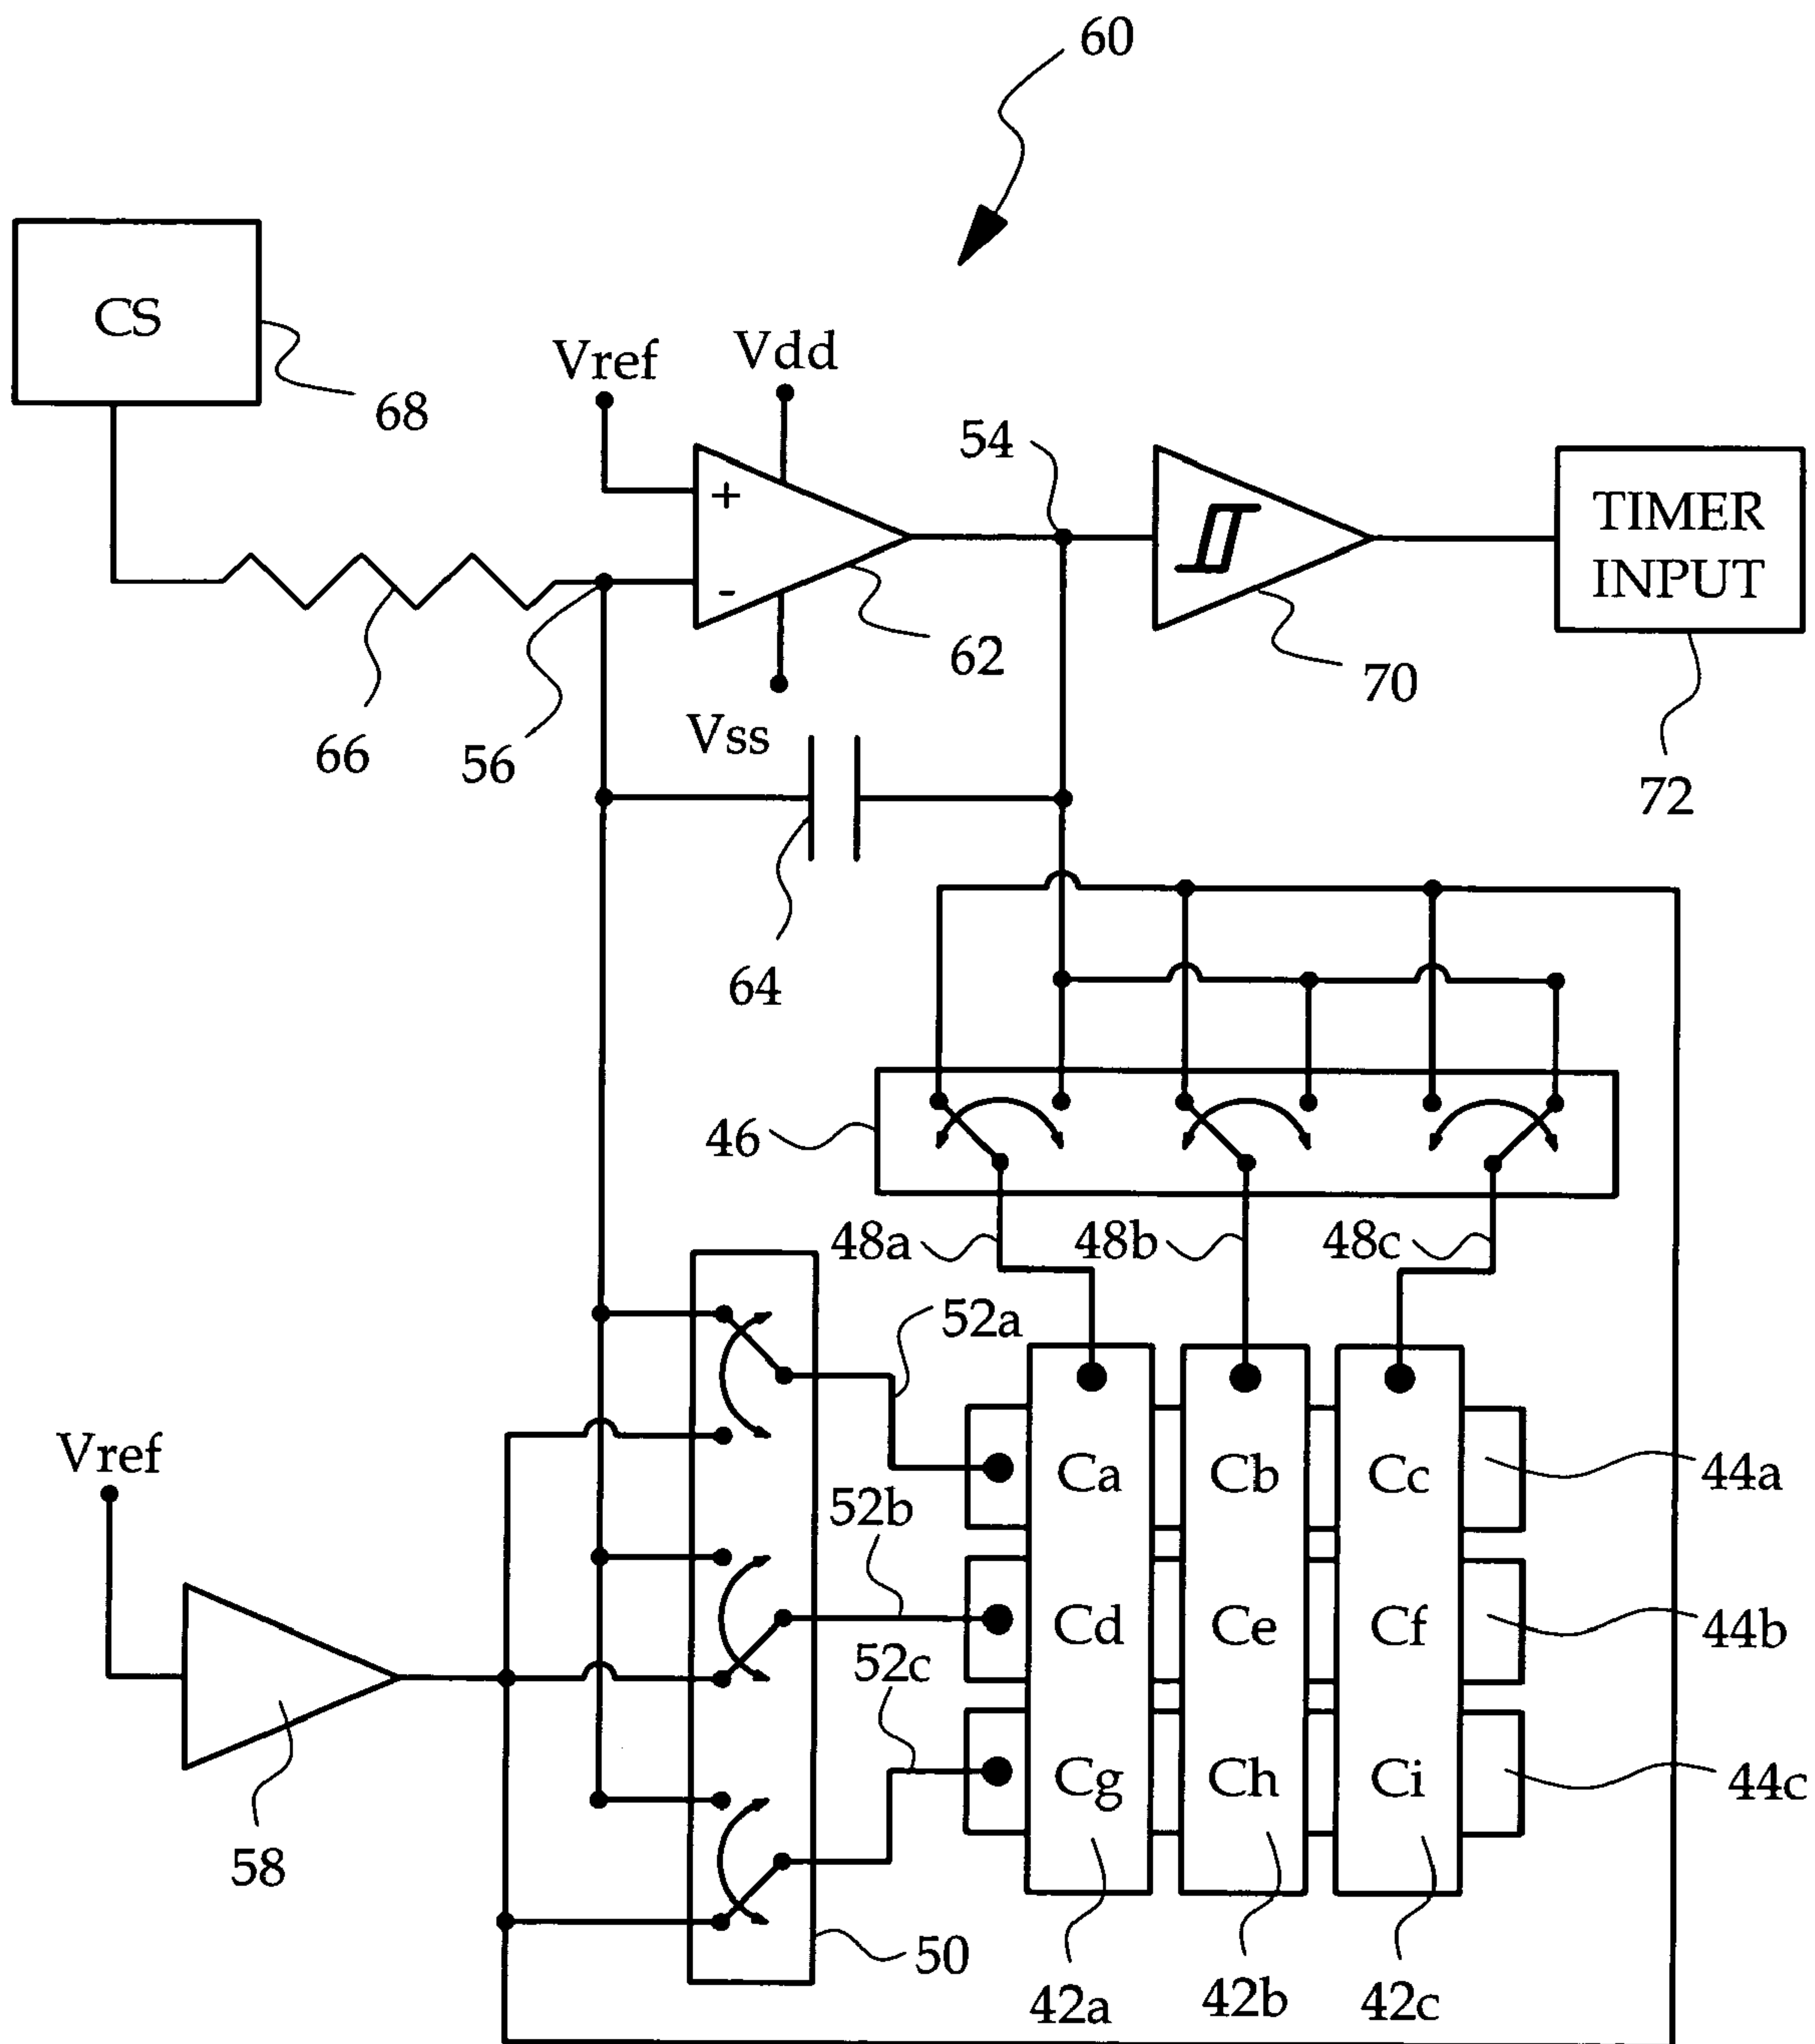 60
CS
68
Vref
Vdd
54
+
-
TIMER
INPUT
62
70
Vss
66
56
72
64
46
48a
48b
48c
52a
Vref
Ca
Cb
Cc
44a
52b
Cd
Ce
Cf
44b
52c
Cg
Ch
Ci
44c
58
50
42a
42b
42c